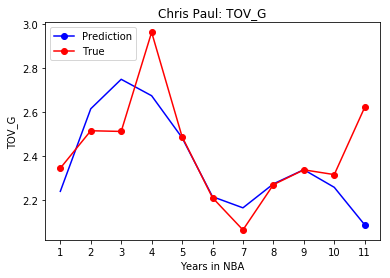 Chris Paul: TOV_G
Prediction
True
3.0
2.8
2.6
2.4
2.2
TOV_G
1 2 3 4 5 6 7 8 9 10 11
Years in NBA